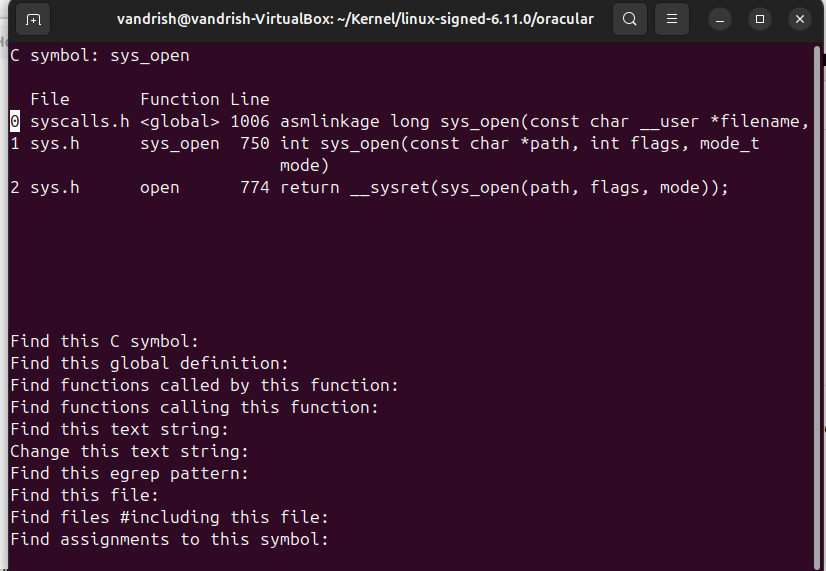 vandrish@vandrish-VirtualBox: ~/Kernel/linux-signed-6.11.0/oracular
C symbol: sys_open
File Function Line
0 syscalls.h <global> 1006 asmlinkage long sys_open(const char __user *filename,
1 sys.h sys_open 750 int sys_open(const char *path, int flags, mode_t
mode)
2 sys.h open 774 return __sysret(sys_open(path, flags, mode));
Find this C symbol:
Find this global definition:
Find functions called by this function:
Find functions calling this function:
Find this text string:
Change this text string:
Find this egrep pattern:
Find this file:
Find files #including this file:
Find assignments to this symbol: